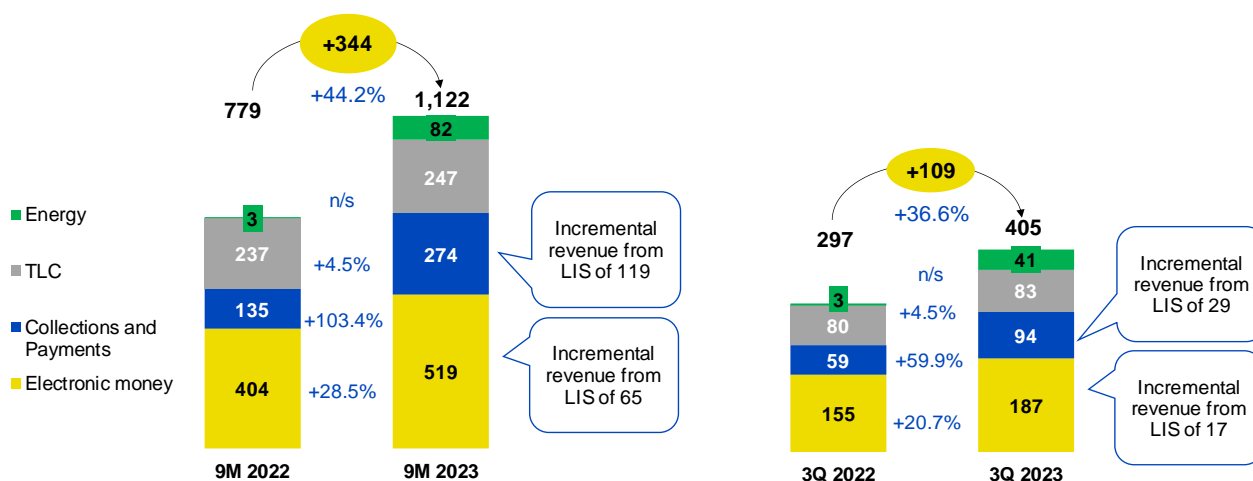 +344
+44.2%
779
1,122
82
247
274
519
n/s
+4.5%
+103.4%
+28.5%
3
237
135
404
Energy
TLC
Collections and
Payments
Electronic money
Incremental
revenue from
LIS of 119
Incremental
revenue from
LIS of 65
9M 2022
9M 2023
+109
+36.6%
297
405
41
83
94
187
n/s
+4.5%
+59.9%
+20.7%
3
80
59
155
Incremental
revenue from
LIS of 29
Incremental
revenue from
LIS of 17
3Q 2022
3Q 2023